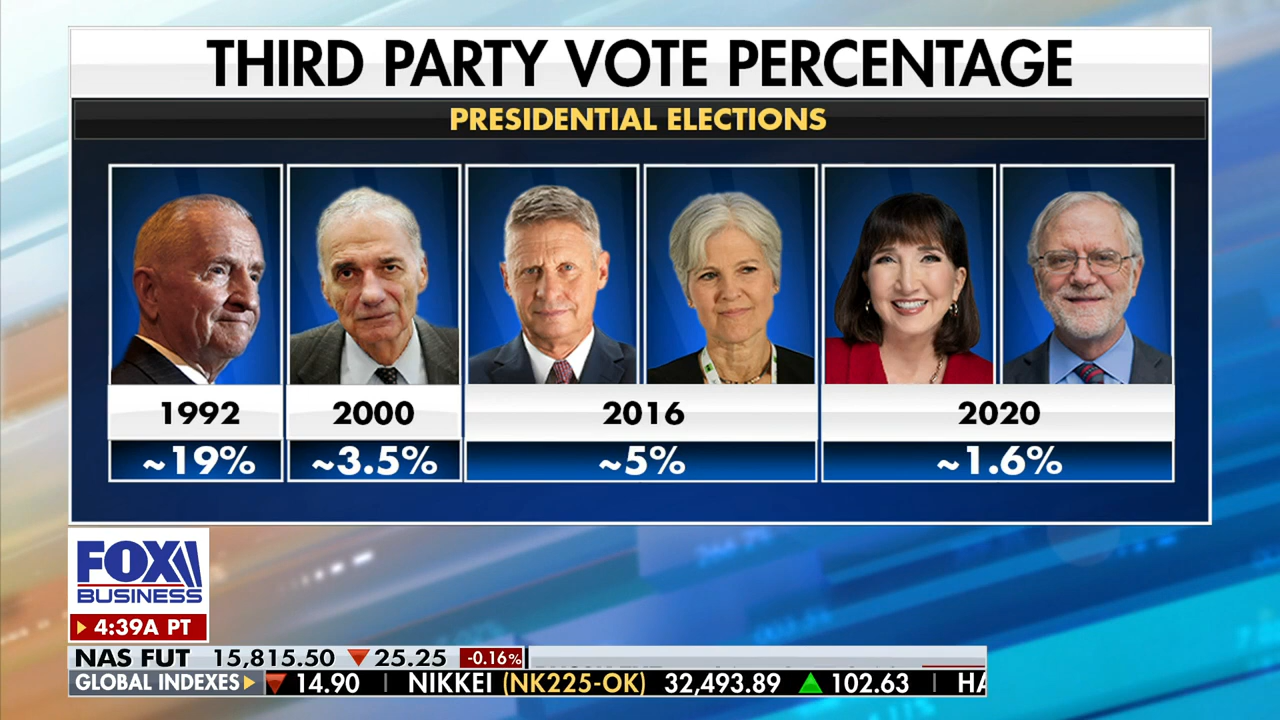 THIRD PARTY VOTE PERCENTAGE
PRESIDENTIAL ELECTIONS
1992 2000 2016 2020
~19% ~3.5% ~5% ~1.6%
FOX
BUSINESS
4:39A PT
NAS FUT 15,815.50 ▼25.25 -0.16%
GLOBAL INDEXES ▼ 14.90 | NIKKEI (NK225-OK) 32,493.89 ▲ 102.63 | HA